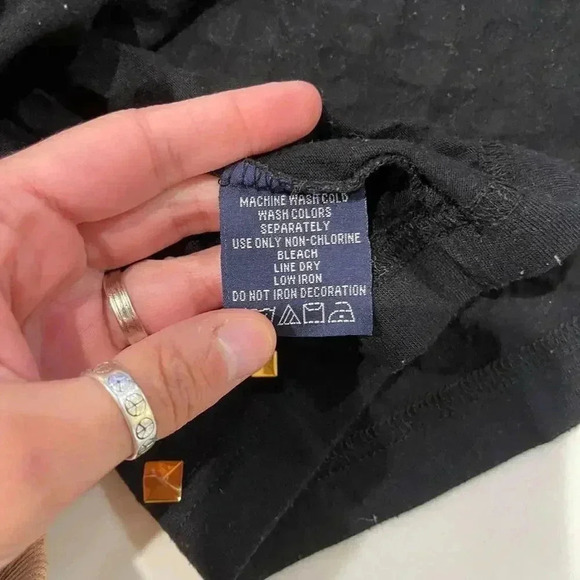 MACHINE WASH COLD
WASH COLORS
SEPARATELY
USE ONLY NON-CHLORINE
BLEACH
LINE DRY
LOW IRON
DO NOT IRON DECORATION